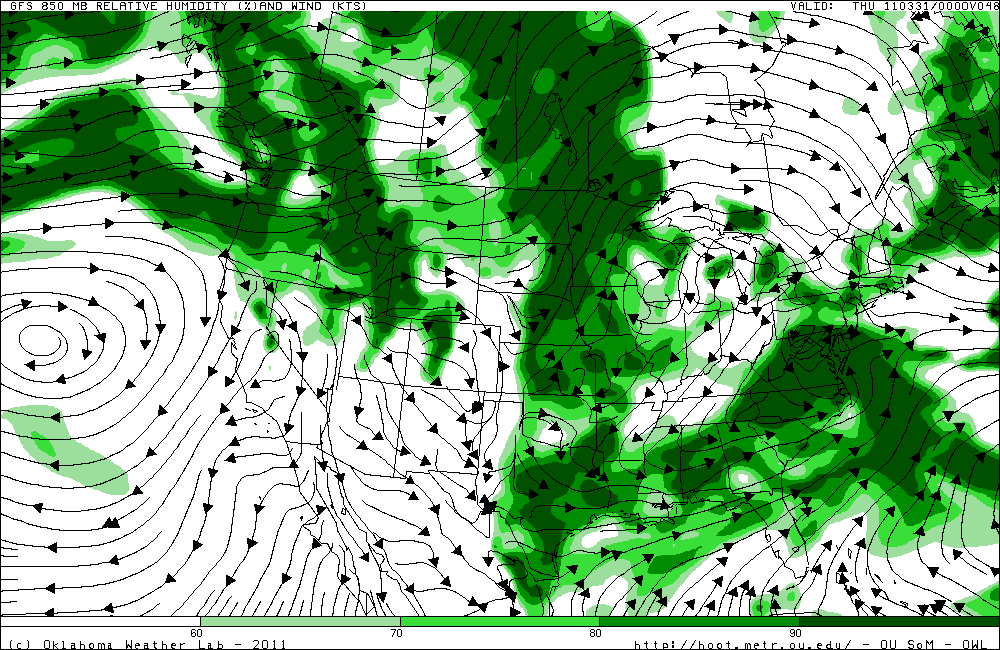 GFS 850 MB RELATIVE HUMIDITY (%)AND WIND (KTS) VALID: THU 110331/0000V048
60 70 80 90
(c) Oklahoma Weather Lab - 2011 http://hoot.metr.ou.edu/ - OU SoM - OWL